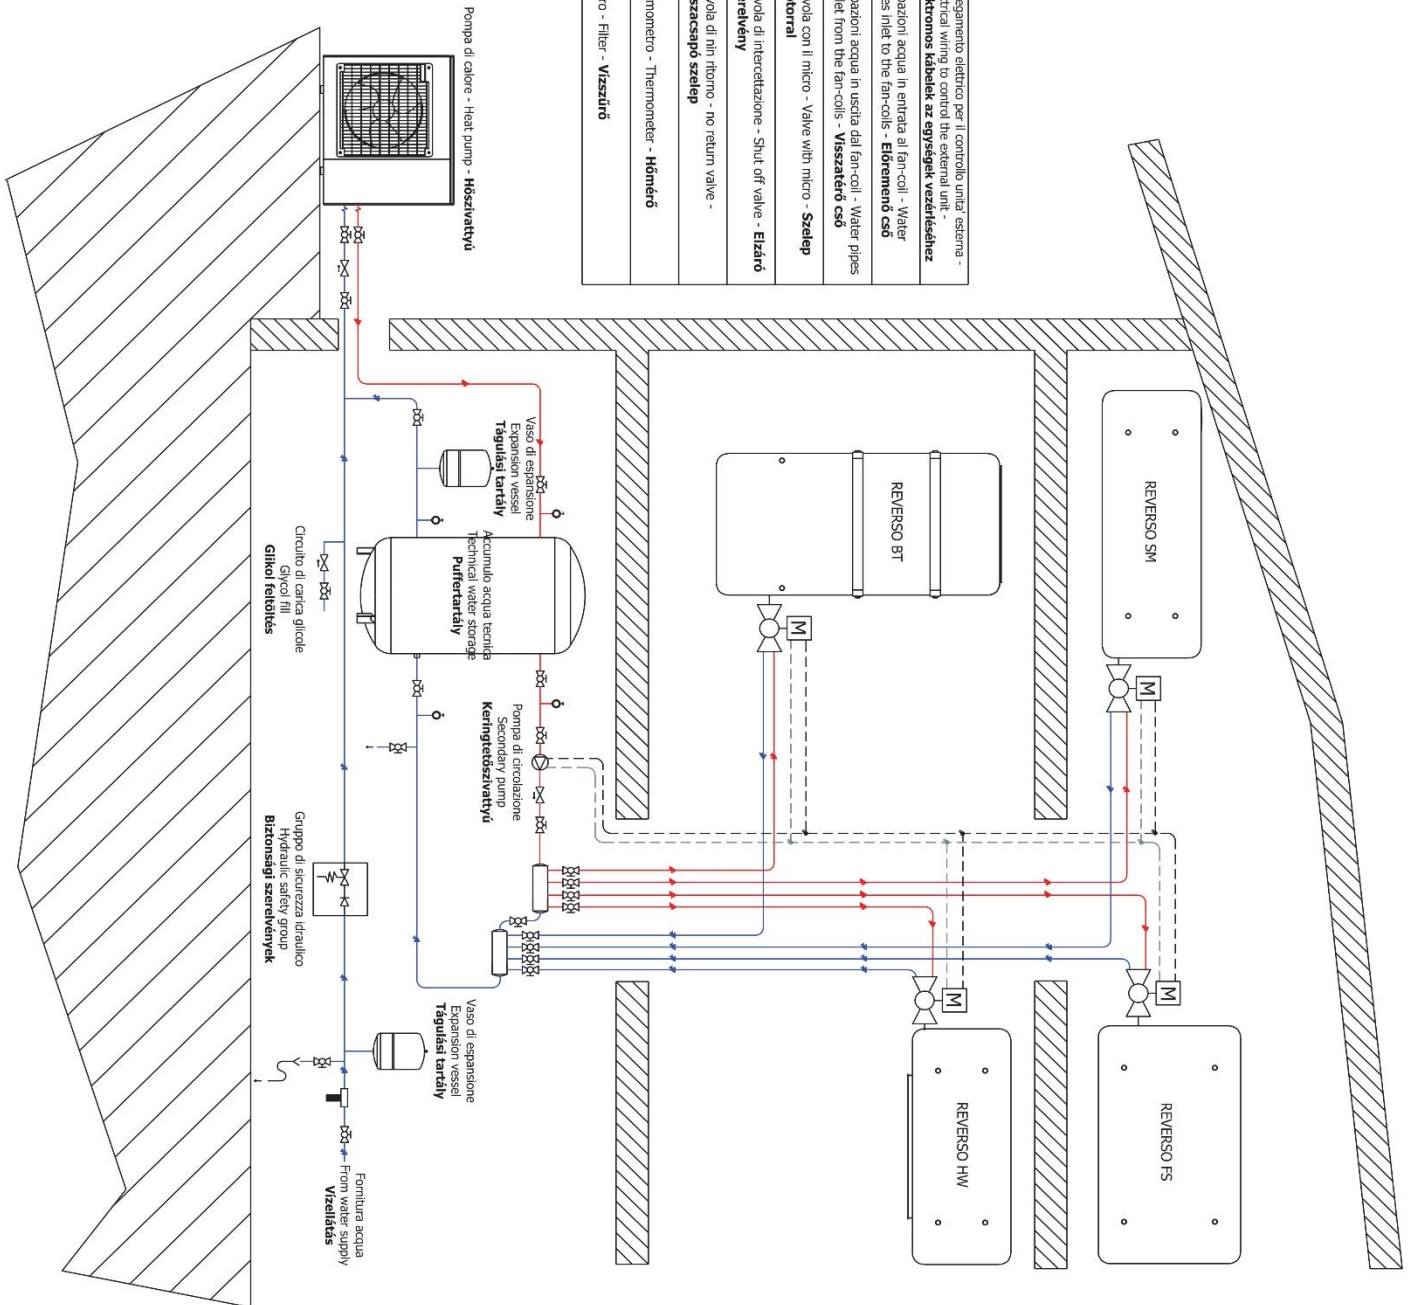 REVERSO SM
REVERSO FS
REVERSO BT
REVERSO HW
M
M
M
M
legamento elettrico per il controllo unita' esterna -
ctrical wiring to control the external unit -
ktromos kábelek az egységek vezérléséhez
bazioni acqua in entrata al fan-coil - Water
es inlet to the fan-coils - Előremenő cső
bazioni acqua in uscita dal fan-coil - Water pipes
let from the fan-coils - Visszatérő cső
vola con il micro - Valve with micro - Szelep
otorral
vola di intercettazione - Shut off valve - Elzáró
erelvény
vola di nin ritorno - no return valve -
szacsapó szelep
mometro - Thermometer - Hőmérő
ro - Filter - Vízszűrő
Pompa di calore - Heat pump - Hőszivattyú
Vaso di espansione
Expansion vessel
Tágulási tartály
Accumulo acqua tecnica
Technical water storage
Puffertartály
Pompa di circolazione
Secondary pump
Keringtetőszivattyú
Vaso di espansione
Expansion vessel
Tágulási tartály
Circuito di carica glicole
Glycol fill
Glikol feltöltés
Gruppo di sicurezza idraulico
Hydraulic safety group
Biztonsági szerelvények
Fornitura acqua
From water supply
Vízellátás